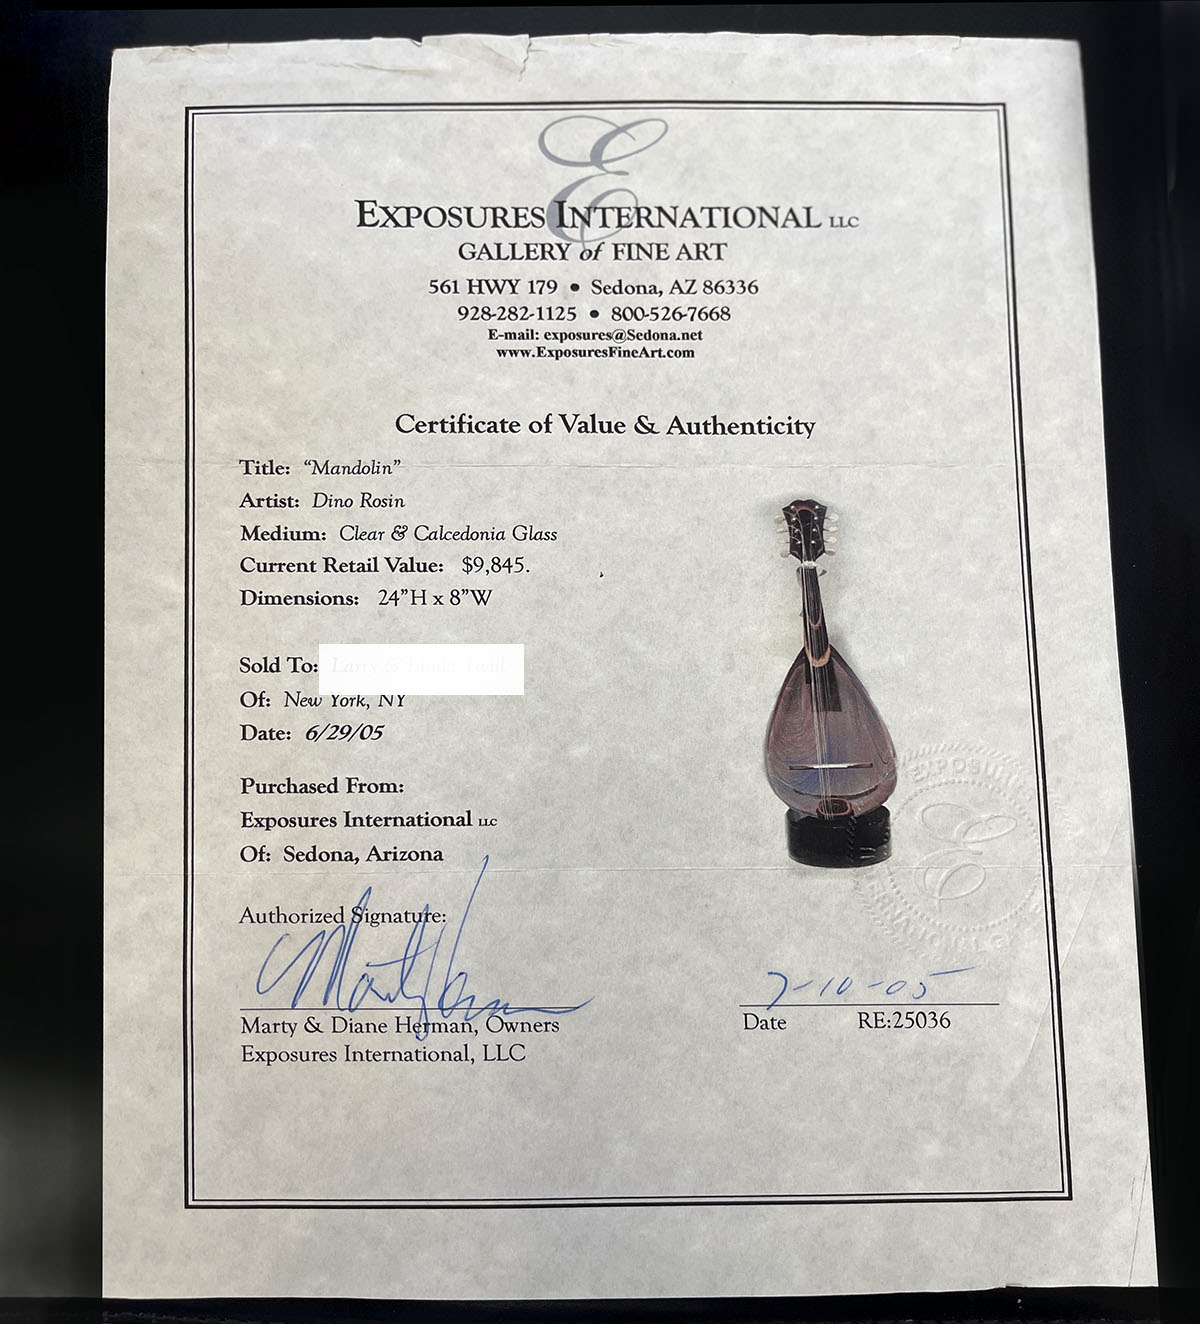 E
EXPOSURES INTERNATIONAL LLC
GALLERY of FINE ART
561 HWY 179 • Sedona, AZ 86336
928-282-1125 • 800-526-7668
E-mail: exposures@Sedona.net
www.ExposuresFineArt.com
Certificate of Value & Authenticity
Title: “Mandolin”
Artist: Dino Rosin
Medium: Clear & Calcedonia Glass
Current Retail Value: $9,845.
Dimensions: 24”H x 8”W
Sold To:
Of: New York, NY
Date: 6/29/05
Purchased From:
Exposures International LLC
Of: Sedona, Arizona
EXPOSURES
E
Authorized Signature:
Marty Herman
7-10-05
Marty & Diane Herman, Owners
Date RE:25036
Exposures International, LLC